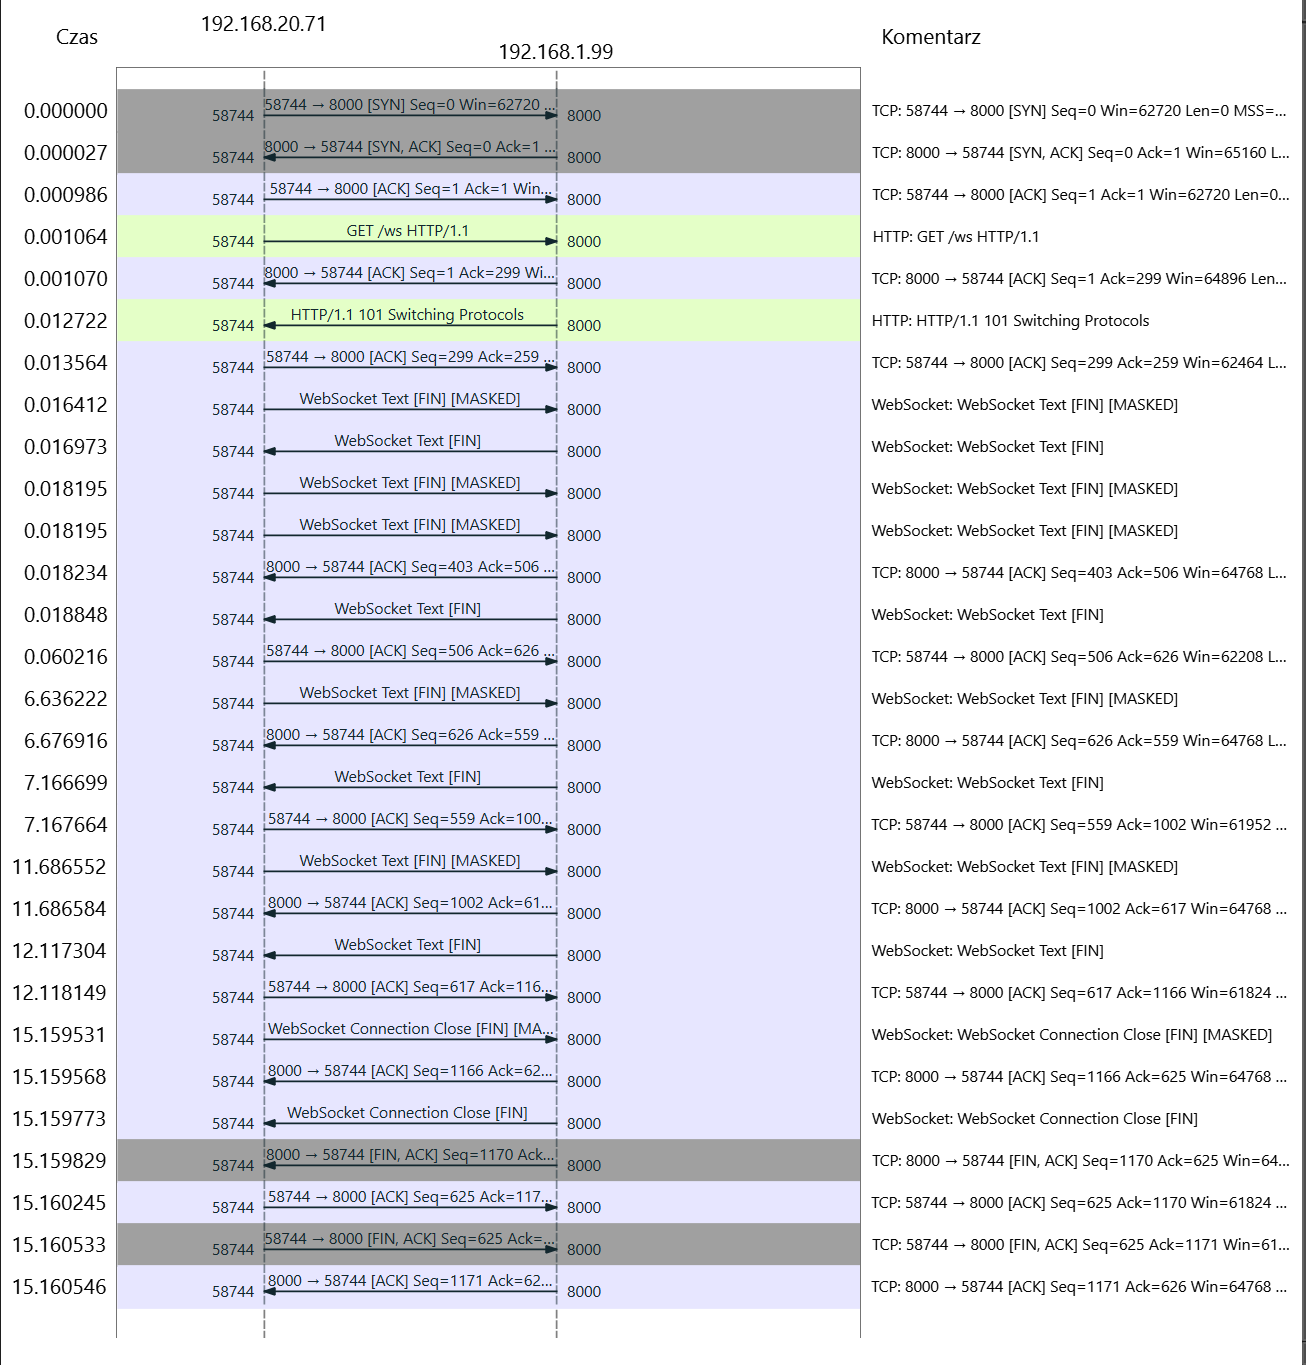 192.168.20.71
Czas
Komentarz
192.168.1.99
0.000000 58744 58744 → 8000 [SYN] Seq=0 Win=62720 ... 8000 TCP: 58744 → 8000 [SYN] Seq=0 Win=62720 Len=0 MSS=...
0.000027 58744 8000 → 58744 [SYN, ACK] Seq=0 Ack=1 ... 8000 TCP: 8000 → 58744 [SYN, ACK] Seq=0 Ack=1 Win=65160 L...
0.000986 58744 58744 → 8000 [ACK] Seq=1 Ack=1 Win... 8000 TCP: 58744 → 8000 [ACK] Seq=1 Ack=1 Win=62720 Len=0...
0.001064 58744 GET /ws HTTP/1.1 8000 HTTP: GET /ws HTTP/1.1
0.001070 58744 8000 → 58744 [ACK] Seq=1 Ack=299 Wi... 8000 TCP: 8000 → 58744 [ACK] Seq=1 Ack=299 Win=64896 Len...
0.012722 58744 HTTP/1.1 101 Switching Protocols 8000 HTTP: HTTP/1.1 101 Switching Protocols
0.013564 58744 58744 → 8000 [ACK] Seq=299 Ack=259 ... 8000 TCP: 58744 → 8000 [ACK] Seq=299 Ack=259 Win=62464 L...
0.016412 58744 WebSocket Text [FIN] [MASKED] 8000 WebSocket: WebSocket Text [FIN] [MASKED]
0.016973 58744 WebSocket Text [FIN] 8000 WebSocket: WebSocket Text [FIN]
0.018195 58744 WebSocket Text [FIN] [MASKED] 8000 WebSocket: WebSocket Text [FIN] [MASKED]
0.018195 58744 WebSocket Text [FIN] [MASKED] 8000 WebSocket: WebSocket Text [FIN] [MASKED]
0.018234 58744 8000 → 58744 [ACK] Seq=403 Ack=506 ... 8000 TCP: 8000 → 58744 [ACK] Seq=403 Ack=506 Win=64768 L...
0.018848 58744 WebSocket Text [FIN] 8000 WebSocket: WebSocket Text [FIN]
0.060216 58744 58744 → 8000 [ACK] Seq=506 Ack=626 ... 8000 TCP: 58744 → 8000 [ACK] Seq=506 Ack=626 Win=62208 L...
6.636222 58744 WebSocket Text [FIN] [MASKED] 8000 WebSocket: WebSocket Text [FIN] [MASKED]
6.676916 58744 8000 → 58744 [ACK] Seq=626 Ack=559 ... 8000 TCP: 8000 → 58744 [ACK] Seq=626 Ack=559 Win=64768 L...
7.166699 58744 WebSocket Text [FIN] 8000 WebSocket: WebSocket Text [FIN]
7.167664 58744 58744 → 8000 [ACK] Seq=559 Ack=100... 8000 TCP: 58744 → 8000 [ACK] Seq=559 Ack=1002 Win=61952 ...
11.686552 58744 WebSocket Text [FIN] [MASKED] 8000 WebSocket: WebSocket Text [FIN] [MASKED]
11.686584 58744 8000 → 58744 [ACK] Seq=1002 Ack=61... 8000 TCP: 8000 → 58744 [ACK] Seq=1002 Ack=617 Win=64768 ...
12.117304 58744 WebSocket Text [FIN] 8000 WebSocket: WebSocket Text [FIN]
12.118149 58744 58744 → 8000 [ACK] Seq=617 Ack=116... 8000 TCP: 58744 → 8000 [ACK] Seq=617 Ack=1166 Win=61824 ...
15.159531 58744 WebSocket Connection Close [FIN] [MA... 8000 WebSocket: WebSocket Connection Close [FIN] [MASKED]
15.159568 58744 8000 → 58744 [ACK] Seq=1166 Ack=62... 8000 TCP: 8000 → 58744 [ACK] Seq=1166 Ack=625 Win=64768 ...
15.159773 58744 WebSocket Connection Close [FIN] 8000 WebSocket: WebSocket Connection Close [FIN]
15.159829 58744 8000 → 58744 [FIN, ACK] Seq=1170 Ack... 8000 TCP: 8000 → 58744 [FIN, ACK] Seq=1170 Ack=625 Win=64...
15.160245 58744 58744 → 8000 [ACK] Seq=625 Ack=117... 8000 TCP: 58744 → 8000 [ACK] Seq=625 Ack=1170 Win=61824 ...
15.160533 58744 58744 → 8000 [FIN, ACK] Seq=625 Ack=... 8000 TCP: 58744 → 8000 [FIN, ACK] Seq=625 Ack=1171 Win=61...
15.160546 58744 8000 → 58744 [ACK] Seq=1171 Ack=62... 8000 TCP: 8000 → 58744 [ACK] Seq=1171 Ack=626 Win=64768 ...